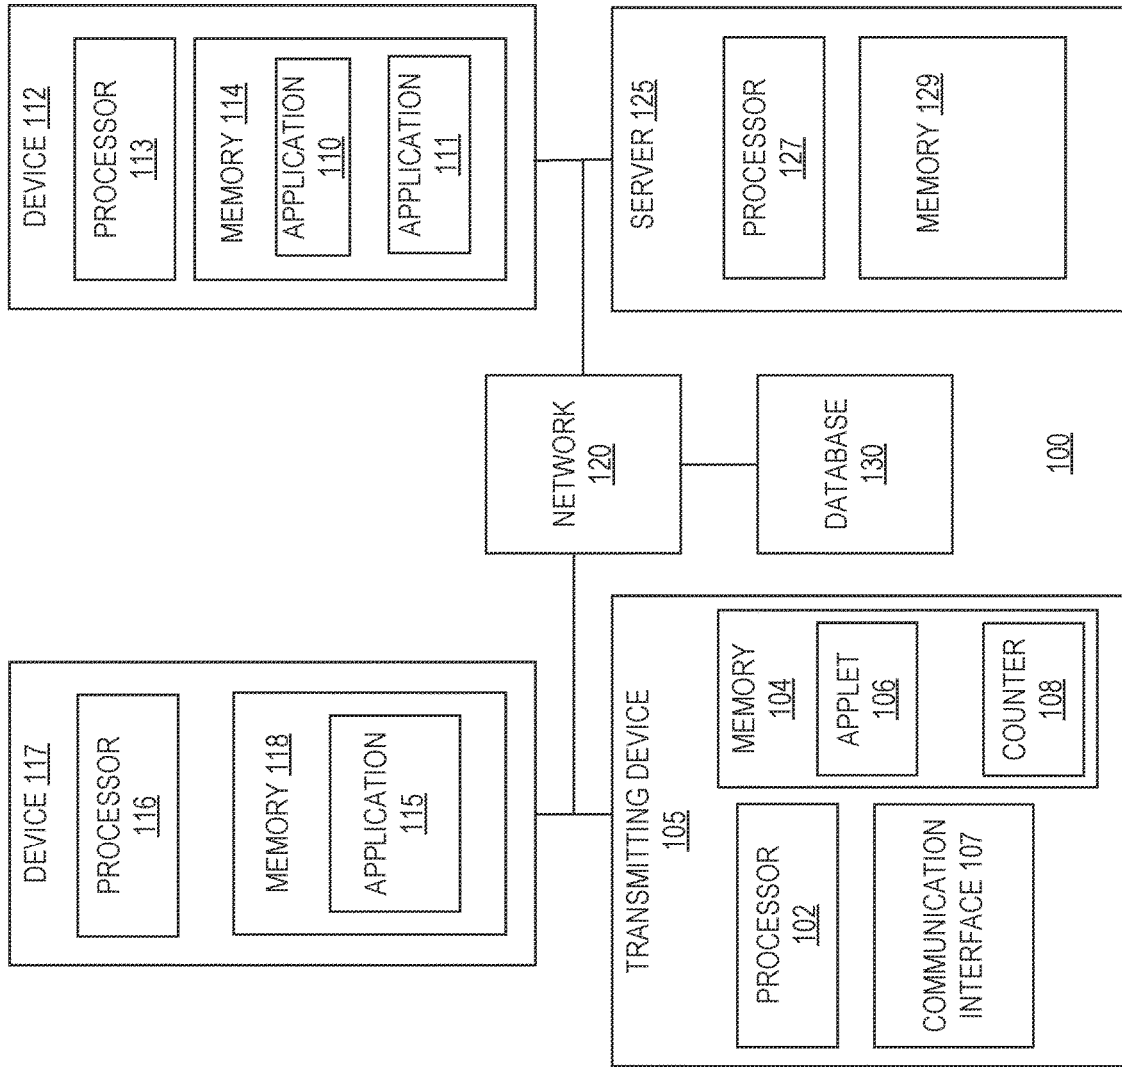 DEVICE 117
PROCESSOR
116
MEMORY 118
APPLICATION
115
TRANSMITTING DEVICE
105
PROCESSOR
102
COMMUNICATION
INTERFACE 107
MEMORY
104
APPLET
106
COUNTER
108
NETWORK
120
DATABASE
130
DEVICE 112
PROCESSOR
113
MEMORY 114
APPLICATION
110
APPLICATION
111
SERVER 125
PROCESSOR
127
MEMORY 129
100